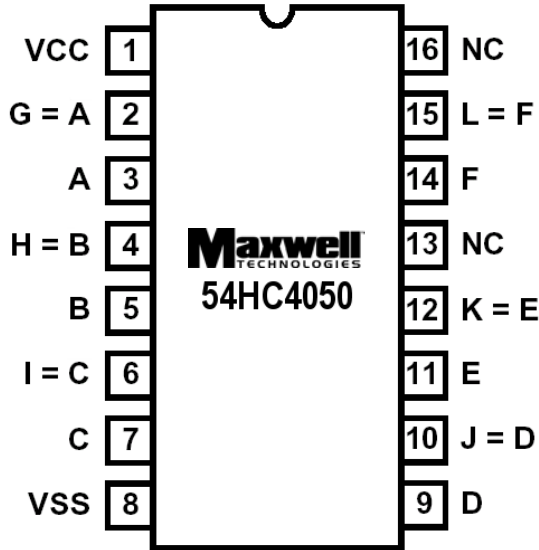 VCC 1 16 NC
G = A 2 15 L = F
A 3 14 F
H = B 4 13 NC
Maxwell
TECHNOLOGIES
54HC4050
B 5 12 K = E
I = C 6 11 E
C 7 10 J = D
VSS 8 9 D